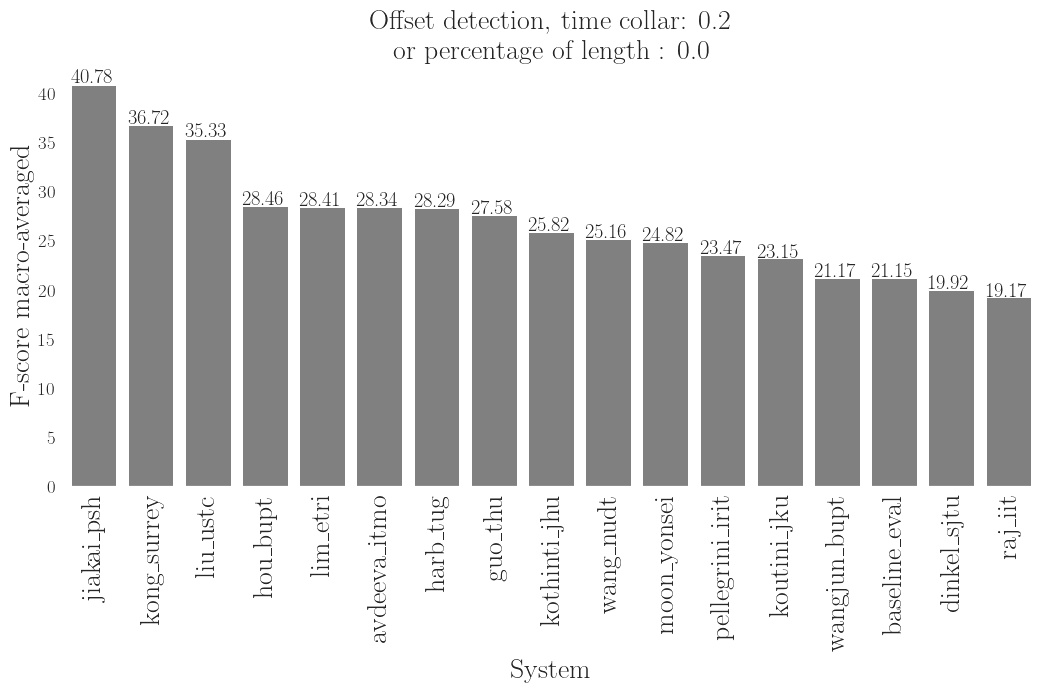 Offset detection, time collar: 0.2
or percentage of length : 0.0
F-score macro-averaged
40
35
30
25
20
15
10
5
0
40.78
36.72
35.33
28.46
28.41
28.34
28.29
27.58
25.82
25.16
24.82
23.47
23.15
21.17
21.15
19.92
19.17
jiakai_psh
kong_surrey
liu_ustc
hou_bupt
lim_etri
avdeeva_itmo
harb_tug
guo_thu
kothinti_jhu
wang_nudt
moon_yonsei
pellegrini_irit
koutini_jku
wangjun_bupt
baseline_eval
dinkel_sjtu
raj_iit
System